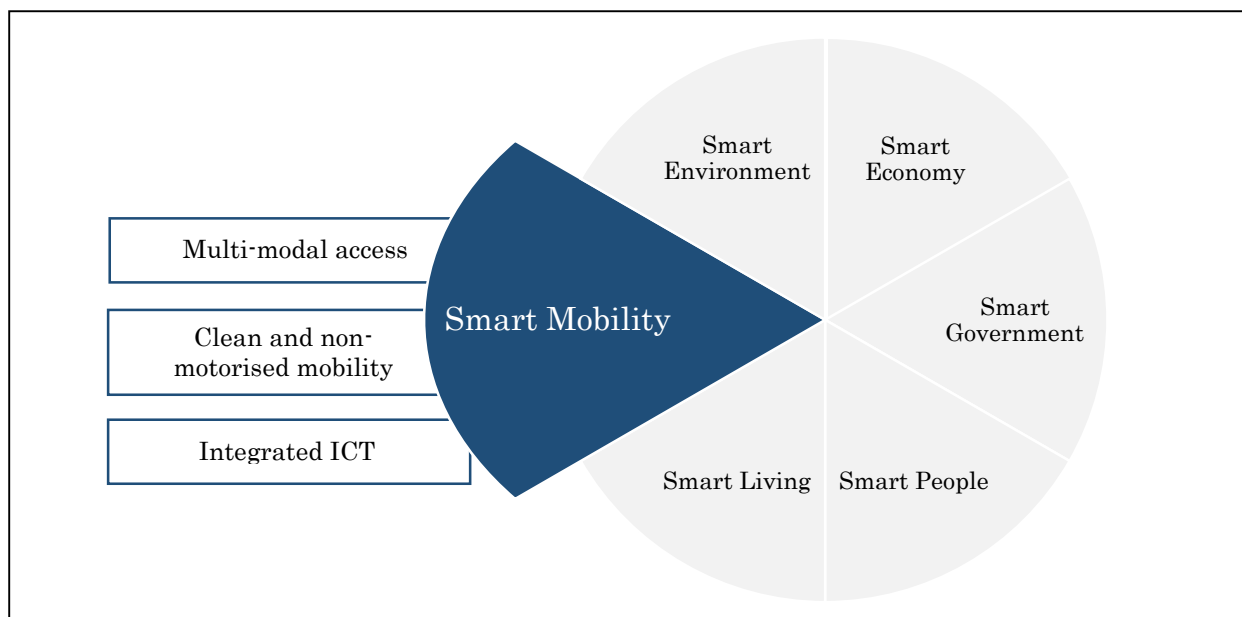 Smart
Environment
Smart
Economy
Multi-modal access
Smart Mobility
Smart
Government
Clean and non-
motorised mobility
Integrated ICT
Smart Living
Smart People